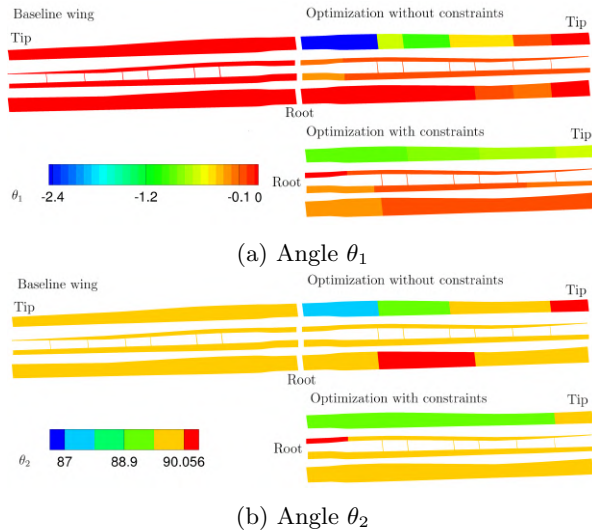 Baseline wing
Optimization without constraints
Tip
Tip
Root
Optimization with constraints
Tip
Root
θ1
-2.4
-1.2
-0.1 0
(a) Angle θ1
Baseline wing
Optimization without constraints
Tip
Tip
Root
Optimization with constraints
Tip
Root
θ2
87
88.9
90.056
(b) Angle θ2